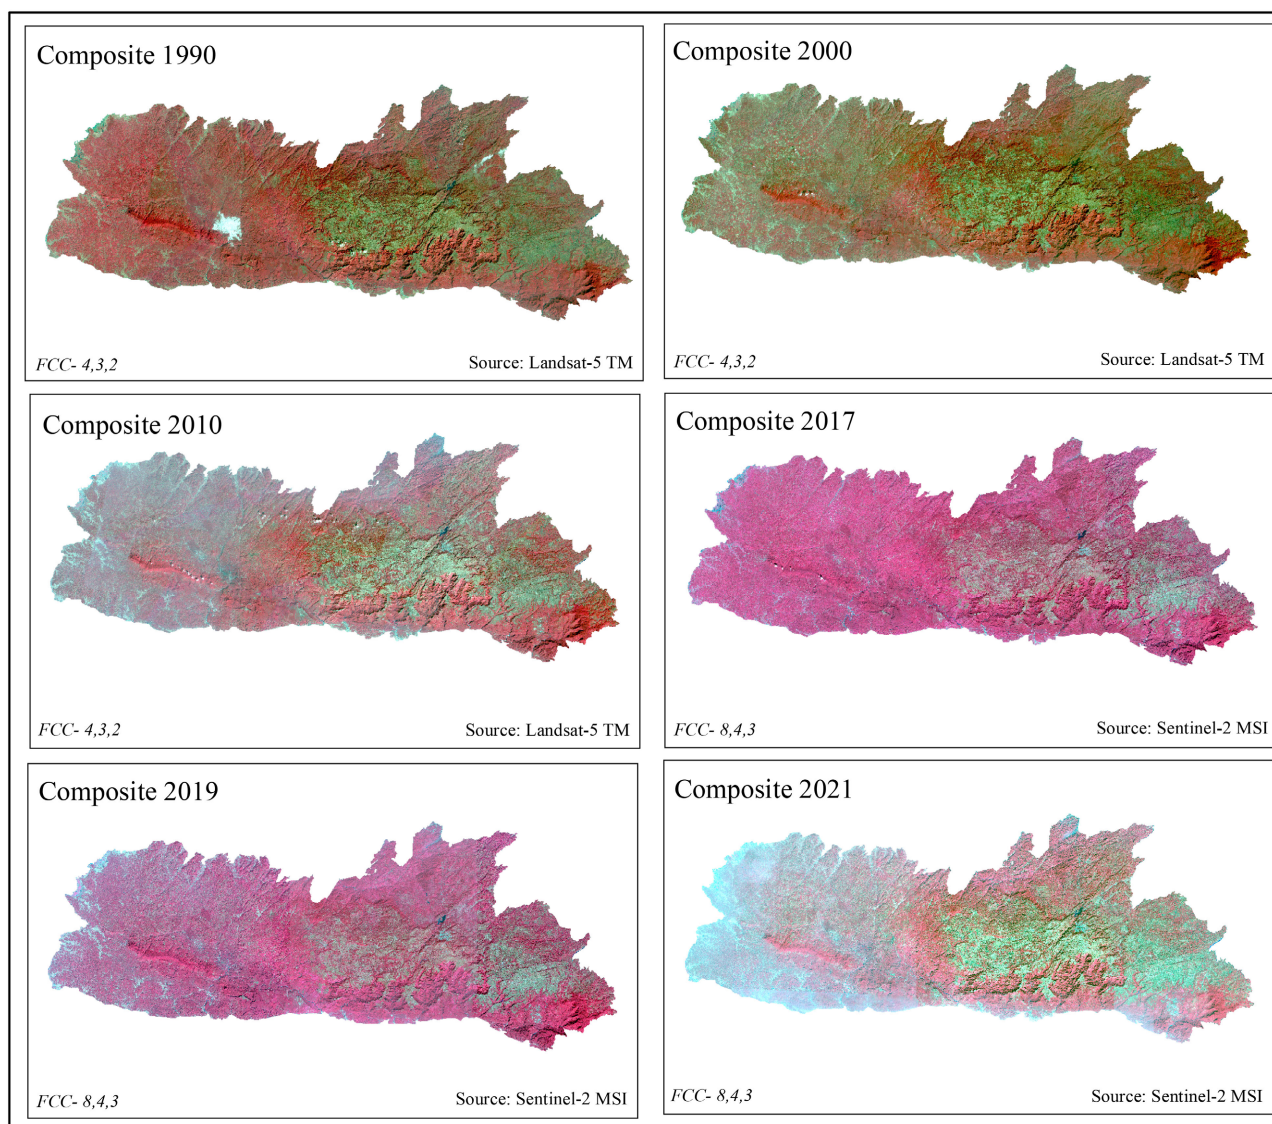 Composite 1990
FCC- 4,3,2
Source: Landsat-5 TM
Composite 2000
FCC- 4,3,2
Source: Landsat-5 TM
Composite 2010
FCC- 4,3,2
Source: Landsat-5 TM
Composite 2017
FCC- 8,4,3
Source: Sentinel-2 MSI
Composite 2019
FCC- 8,4,3
Source: Sentinel-2 MSI
Composite 2021
FCC- 8,4,3
Source: Sentinel-2 MSI